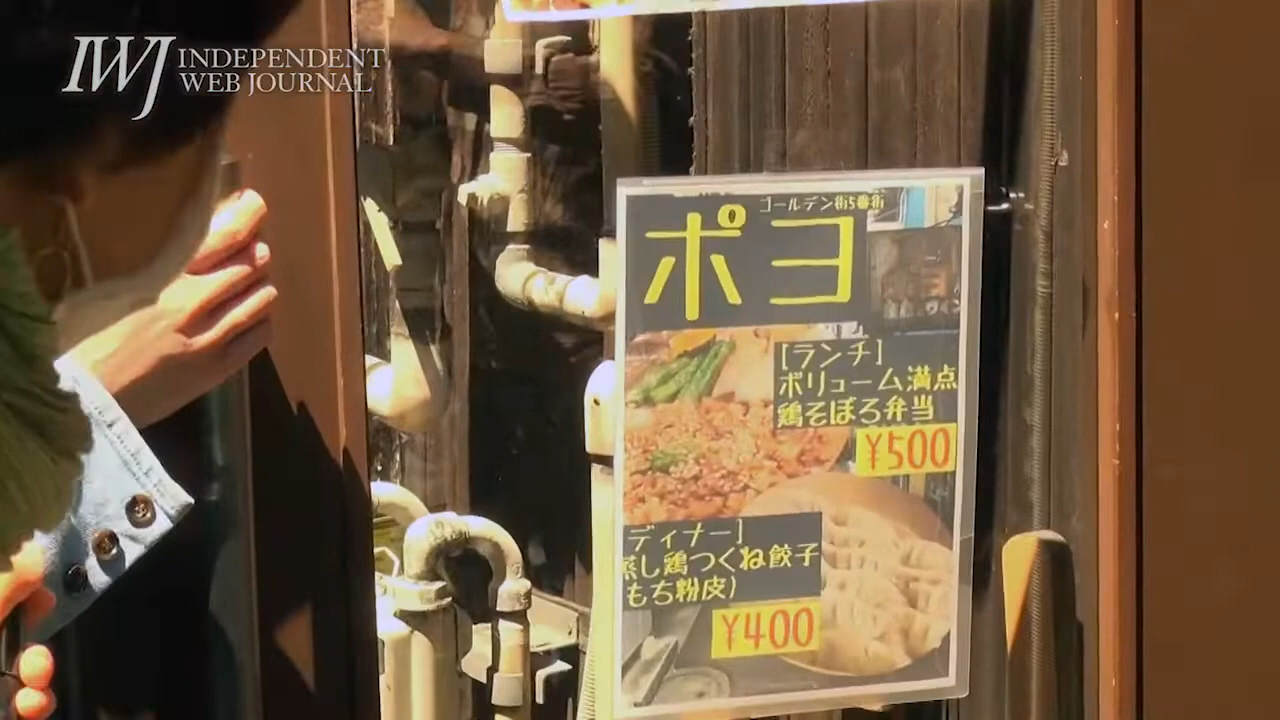 IWJ INDEPENDENT
WEB JOURNAL
ゴールデン街5番街
ポヨ
[ランチ]
ボリューム満点
鶏そぼろ弁当
¥500
ディナー]
蒸し鶏つくね餃子
もち粉皮)
¥400